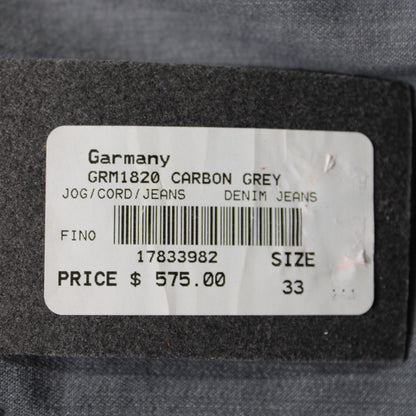 Garmany
GRM1820 CARBON GREY
JOG/CORD/JEANS DENIM JEANS
FINO
17833982 SIZE
PRICE $ 575.00 33